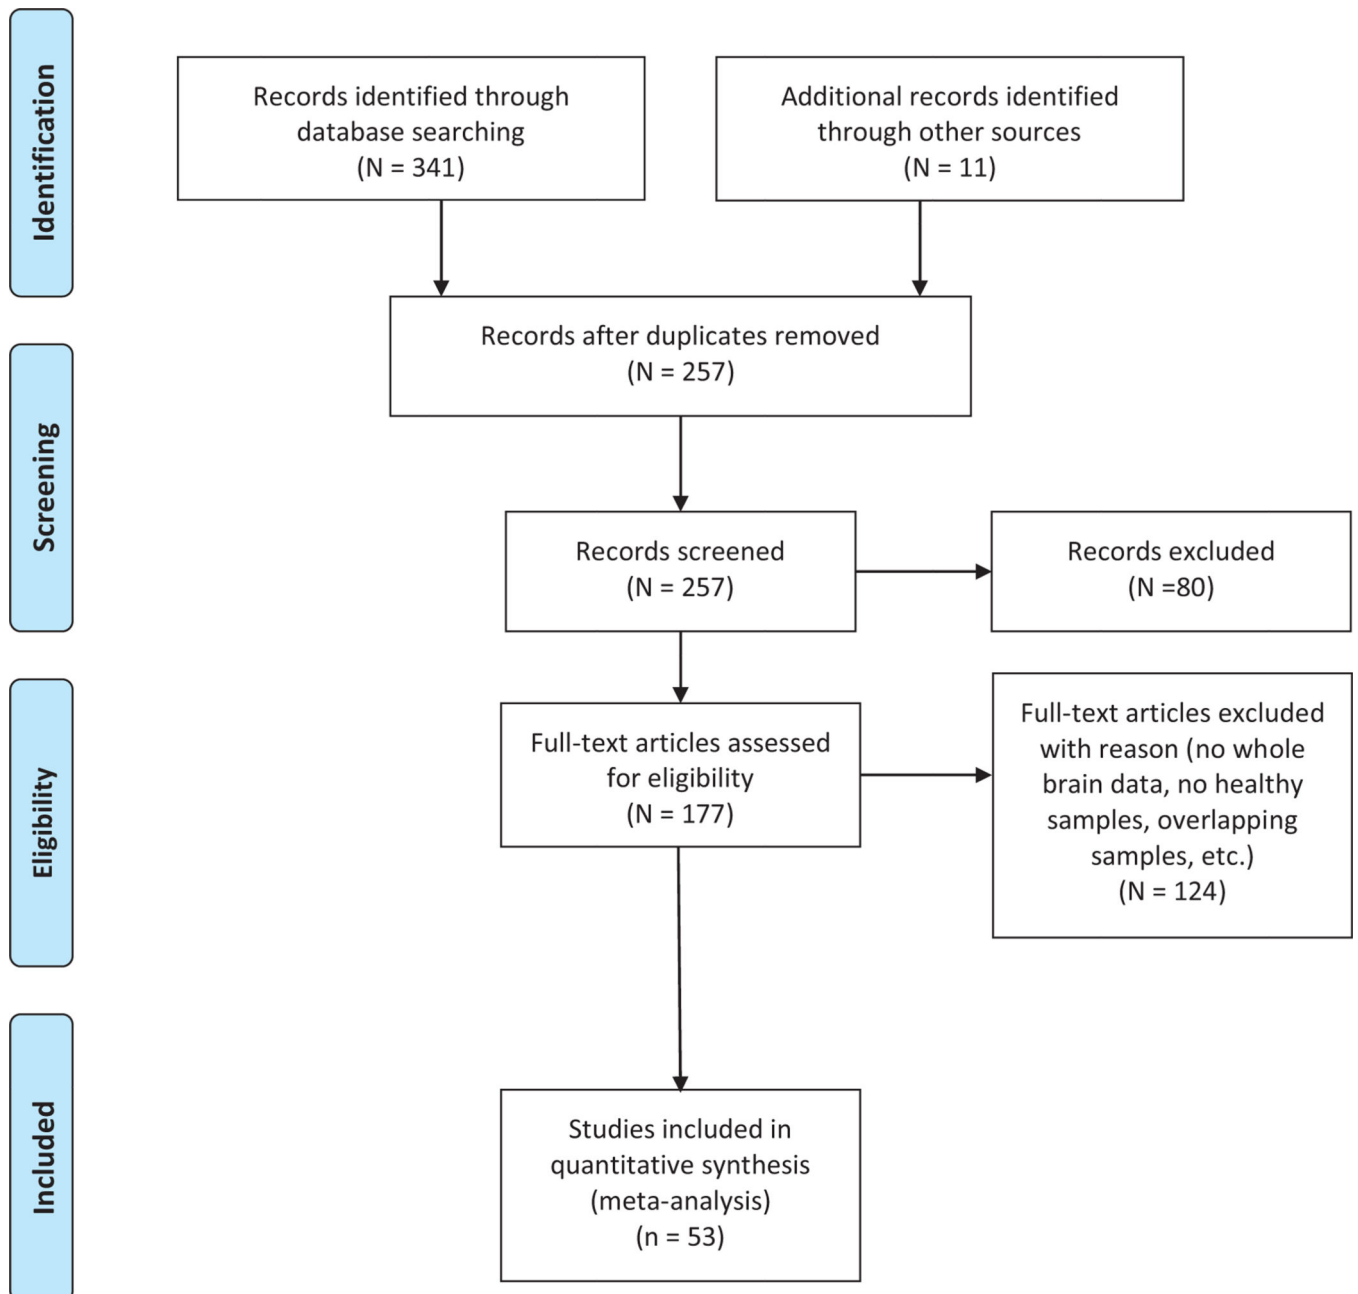 Identification
Records identified through
database searching
(N = 341)
Additional records identified
through other sources
(N = 11)
Records after duplicates removed
(N = 257)
Screening
Records screened
(N = 257)
Records excluded
(N =80)
Eligibility
Full-text articles assessed
for eligibility
(N = 177)
Full-text articles excluded
with reason (no whole
brain data, no healthy
samples, overlapping
samples, etc.)
(N = 124)
Included
Studies included in
quantitative synthesis
(meta-analysis)
(n = 53)